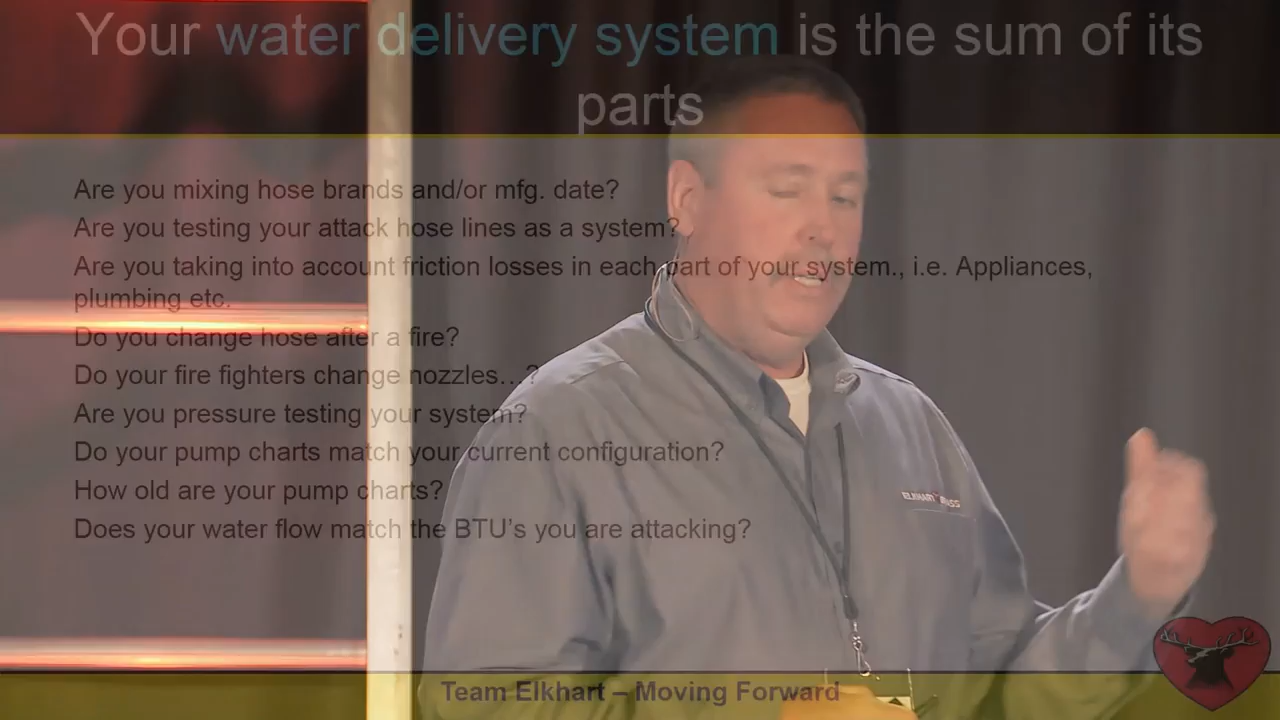 Your water delivery system is the sum of its
parts
Are you mixing hose brands and/or mfg. date?
Are you testing your attack hose lines as a system?
Are you taking into account friction losses in each part of your system., i.e. Appliances,
plumbing etc.
Do you change hose after a fire?
Do your fire fighters change nozzles…?
Are you pressure testing your system?
Do your pump charts match your current configuration?
How old are your pump charts?
ELKHART BRASS
Does your water flow match the BTU’s you are attacking?
Team Elkhart – Moving Forward